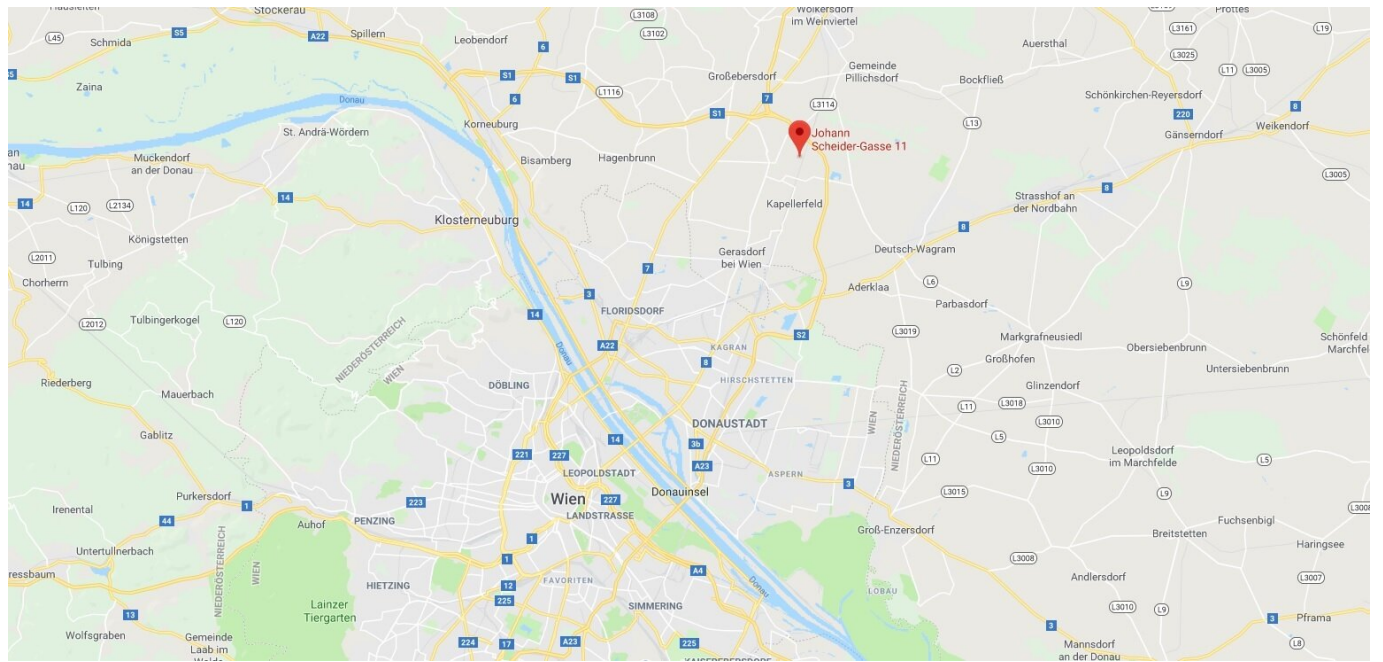 Stockerau
L3108
Wolkersdorf
im Weinviertel
Prottes
L45
S5
A22
Spillern
L3102
L3161
L19
Schmida
Leobendorf
6
Auersthal
L3025
Gemeinde
Pillichsdorf
L11
L3005
Zaina
S1
S1
Großebersdorf
Bockfließ
L1116
Schönkirchen-Reyersdorf
Donau
6
7
L3114
8
S1
220
St. Andrä-Wördern
Korneuburg
L13
Weikendorf
Johann
Scheider-Gasse 11
Gänserndorf
Muckendorf
an der Donau
Bisamberg
Hagenbrunn
L3005
14
14
8
Strasshof an
der Nordbahn
L120
L2134
Kapellerfeld
Klosterneuburg
8
Königstetten
Gerasdorf
bei Wien
Deutsch-Wagram
L2011
Tulbing
7
Chorherrn
L6
L9
3
Aderklaa
Parbasdorf
14
FLORIDSDORF
L2012
Tulbingerkogel
L120
L3019
S2
Markgrafneusiedl
Schönfeld
A22
KAGRAN
Obersiebenbrunn
NIEDERÖSTERREICH
WIEN
Donau
8
Großhofen
L2
Untersiebenbrunn
Riederberg
DÖBLING
HIRSCHSTETTEN
Glinzendorf
Mauerbach
L11
L3018
WIEN
NIEDERÖSTERREICH
L3010
DONAUSTADT
Gablitz
14
3b
L5
221
227
L11
Leopoldsdorf
im Marchfelde
L5
A23
L3010
LEOPOLDSTADT
ASPERN
3
Purkersdorf
1
223
Wien
227
Donauinsel
L3015
L9
Irenental
44
Auhof
PENZING
LANDSTRASSE
Groß-Enzersdorf
Fuchsenbigl
Breitstetten
1
Untertullnerbach
NIEDERÖSTERREICH
WIEN
1
L3008
Haringsee
A4
HIETZING
12
FAVORITEN
Donau
LOBAU
Andlersdorf
L3007
225
Lainzer
Tiergarten
SIMMERING
L3010
L9
13
3
3
Pframa
Wolfsgraben
Gemeinde
Laab im
224
17
A23
225
Mannsdorf
an der Donau
L8